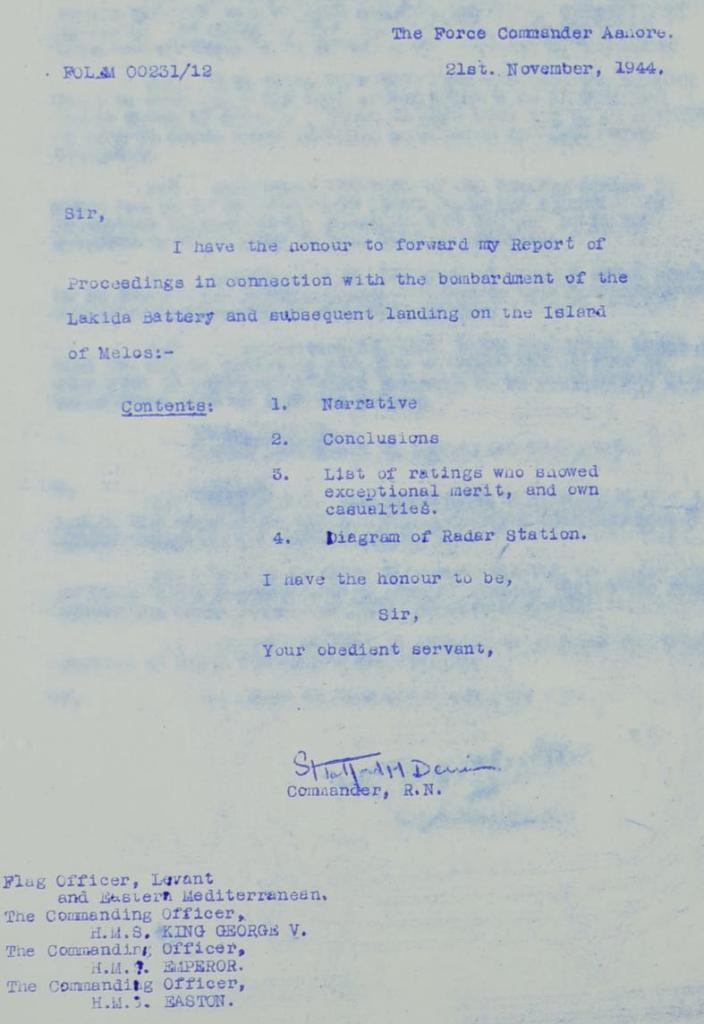 The Force Commander Ashore.
FOL&M 00231/12
21st. November, 1944.
Sir,
I have the honour to forward my Report of
Proceedings in connection with the bombardment of the
Lakida Battery and subsequent landing on the Island
of Melos:-
Contents:
1. Narrative
2. Conclusions
3. List of ratings who showed
exceptional merit, and own
casualties.
4. Diagram of Radar Station.
I have the honour to be,
Sir,
Your obedient servant,
Commander, R.N.
Flag Officer, Levant
and Eastern Mediterranean.
The Commanding Officer,
H.M.S. KING GEORGE V.
The Commanding Officer,
H.M.S. EMPEROR.
The Commanding Officer,
H.M.S. EASTON.